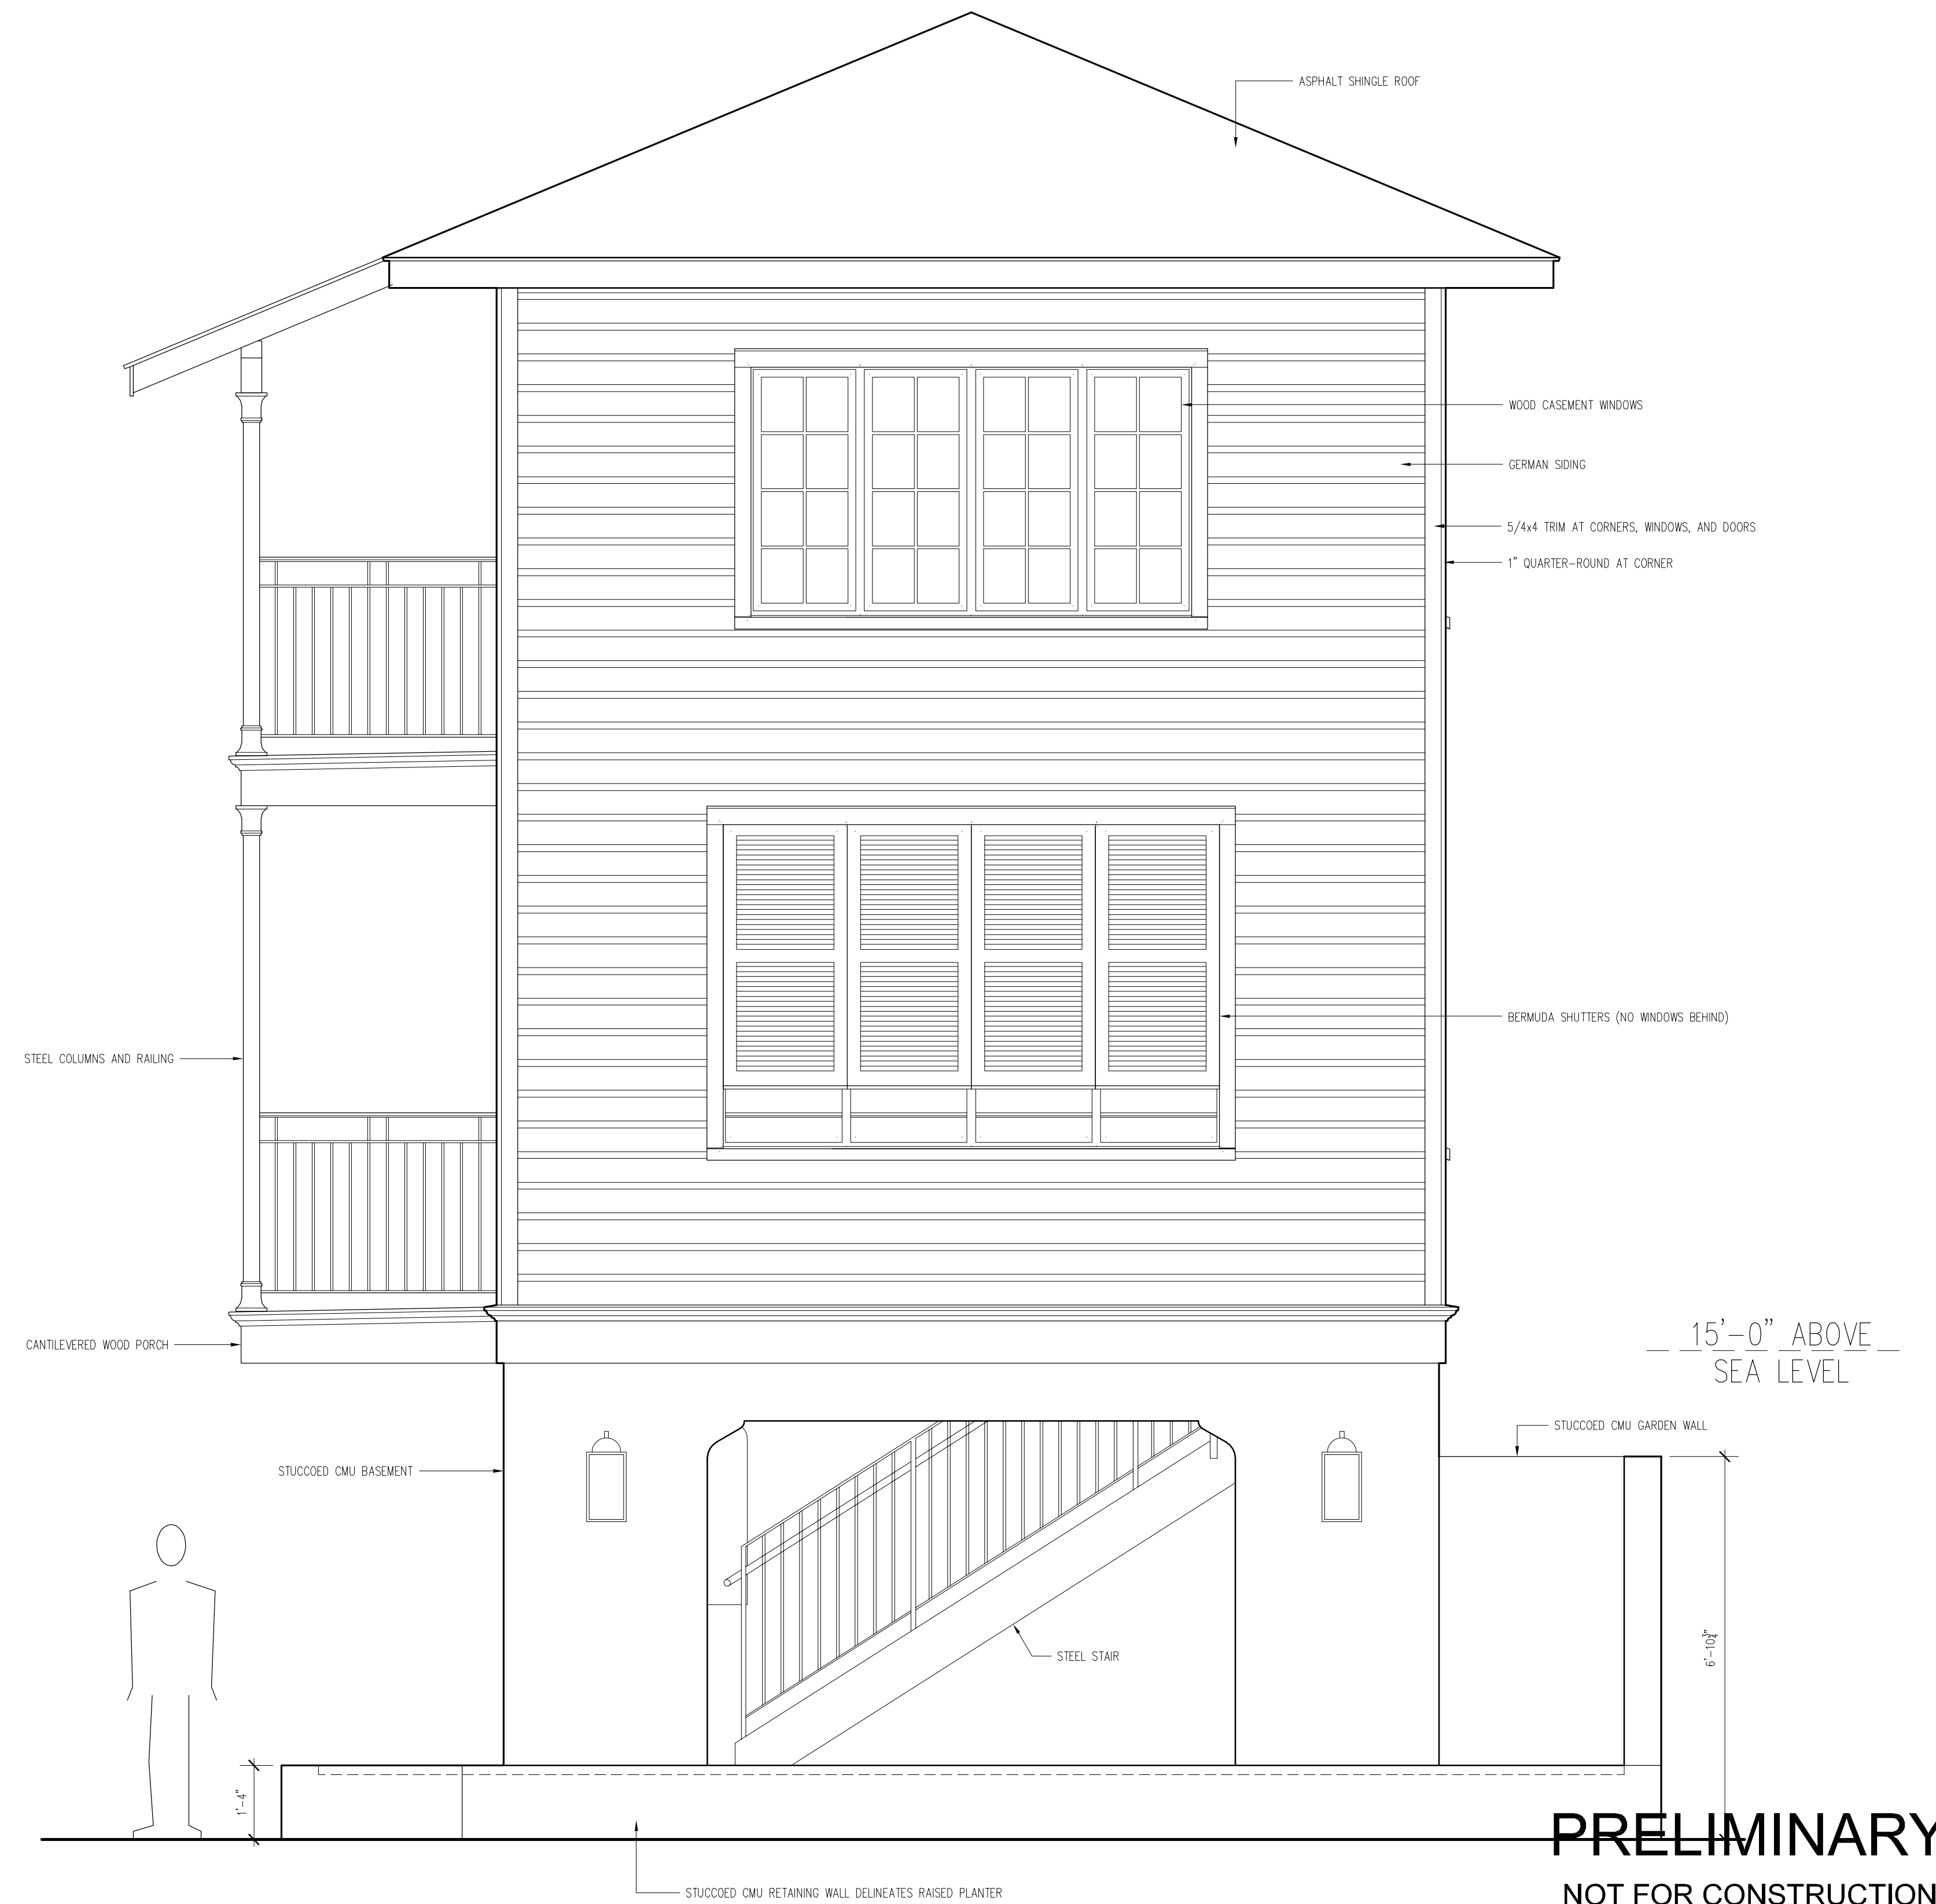 ASPHALT SHINGLE ROOF
WOOD CASEMENT WINDOWS
GERMAN SIDING
5/4x4 TRIM AT CORNERS, WINDOWS, AND DOORS
1" QUARTER-ROUND AT CORNER
BERMUDA SHUTTERS (NO WINDOWS BEHIND)
STEEL COLUMNS AND RAILING
CANTILEVERED WOOD PORCH
15'-0" ABOVE
SEA LEVEL
STUCCOED CMU GARDEN WALL
STUCCOED CMU BASEMENT
6'-10¾"
STEEL STAIR
1'-4"
PRELIMINARY
NOT FOR CONSTRUCTION
STUCCOED CMU RETAINING WALL DELINEATES RAISED PLANTER